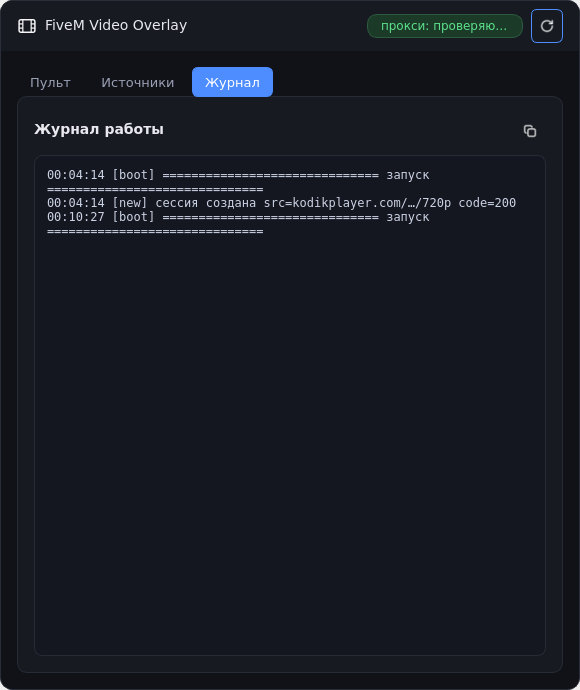 FiveM Video Overlay
прокси: проверяю...
Пульт
Источники
Журнал
Журнал работы
00:04:14 [boot] ============================== запуск
==============================
00:04:14 [new] сессия создана src=kodikplayer.com/…/720p code=200
00:10:27 [boot] ============================== запуск
==============================